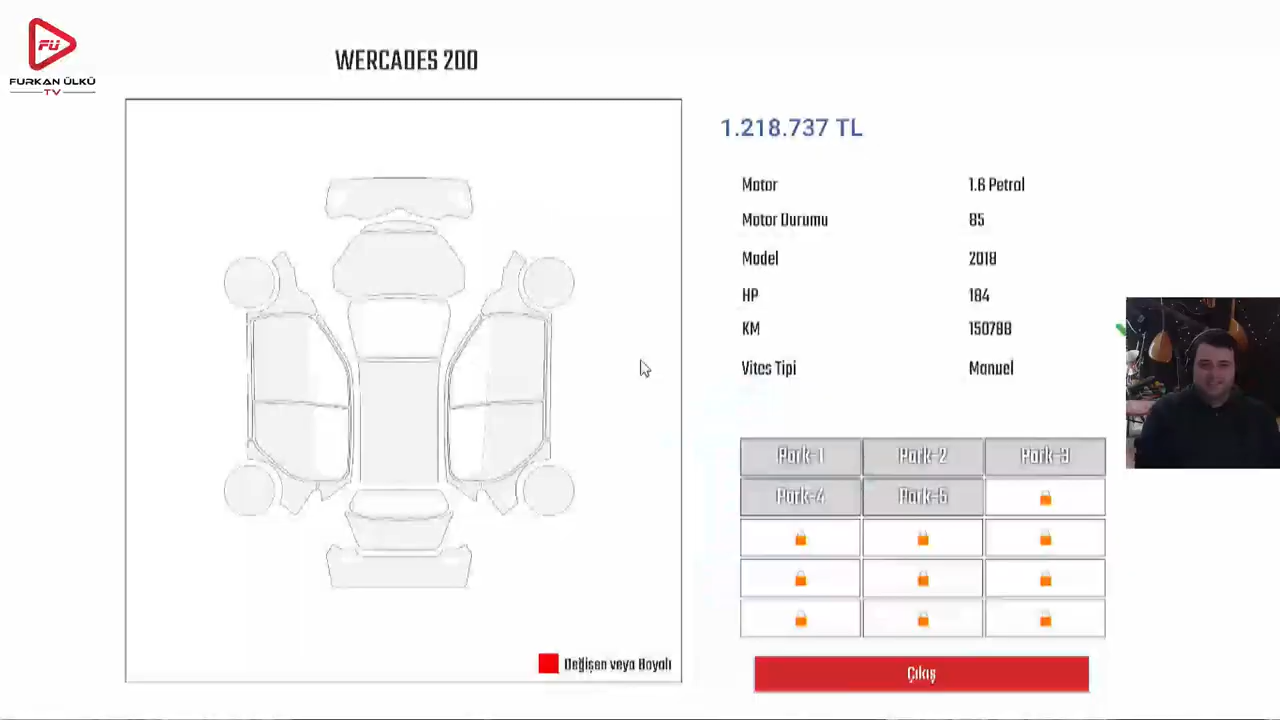 FU
FURKAN ÜLKÜ
TV
WERCADES 200
1.218.737 TL
Motor 1.6 Petrol
Motor Durumu 85
Model 2018
HP 184
KM 150788
Vites Tipi Manuel
Park-1 Park-2 Park-3
Park-4 Park-5
Değişen veya Boyalı
Çıkış